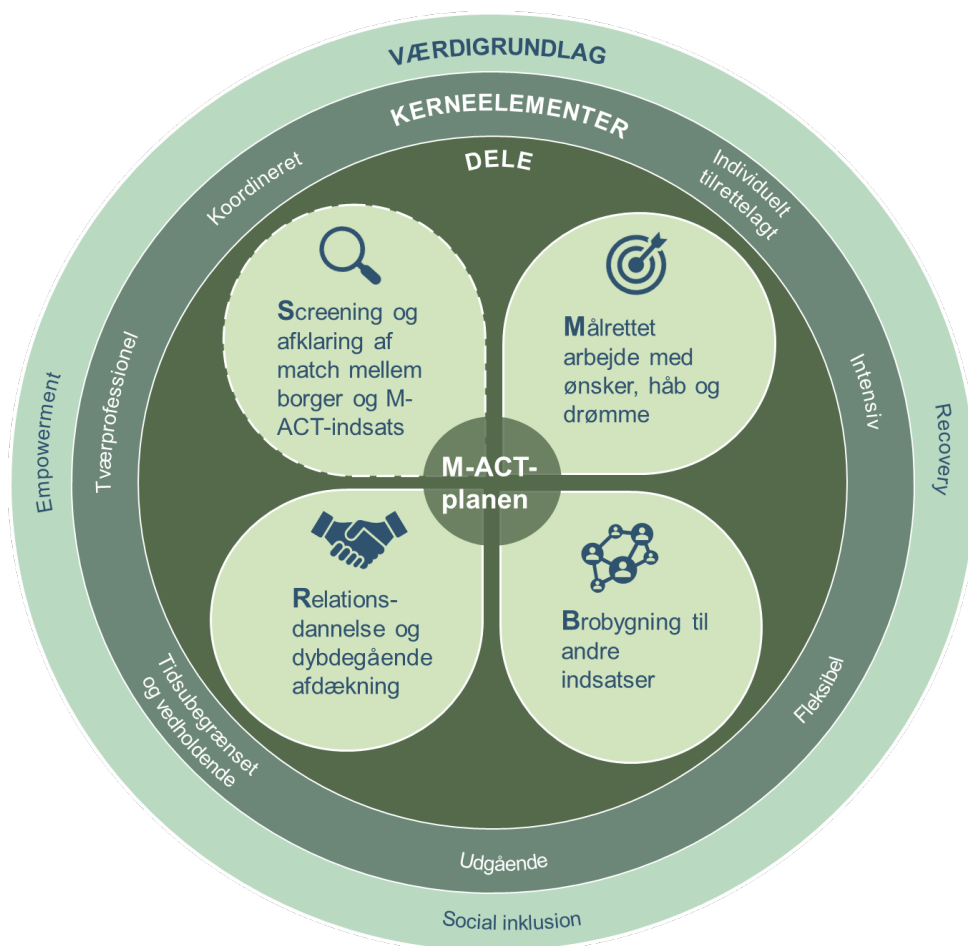 VÆRDIGRUNDLAG
KERNEELEMENTER
DELE
Koordineret
Individuelt
tilrettelagt
Screening og
afklaring af
match mellem
borger og M-
ACT-indsats
Målrettet
arbejde med
ønsker, håb og
drømme
Empowerment
Tværprofessionel
Intensiv
Recovery
M-ACT-
planen
Relations-
dannelse og
dybdegående
afdækning
Brobygning til
andre
indsatser
Tidsubegrænset
og vedholdende
Fleksibel
Udgående
Social inklusion